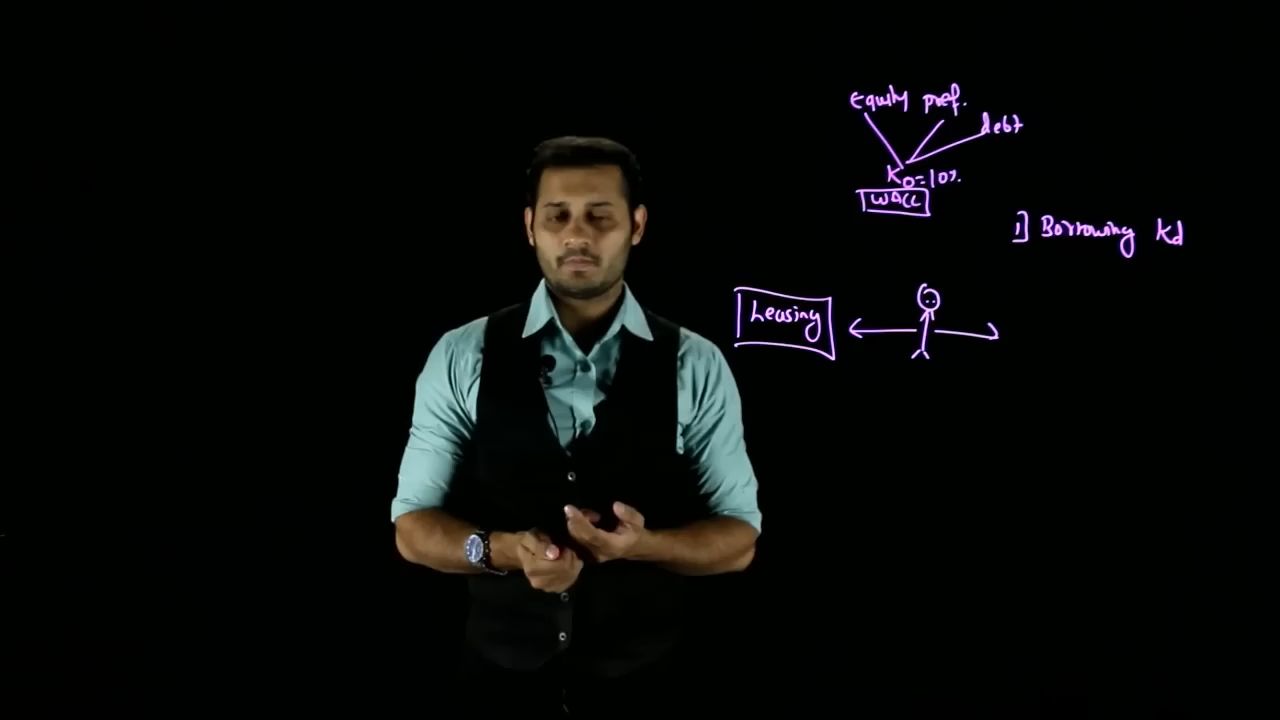 Equity pref.
debt
Ko=10%
WACC
1] Borrowing Kd
Leasing